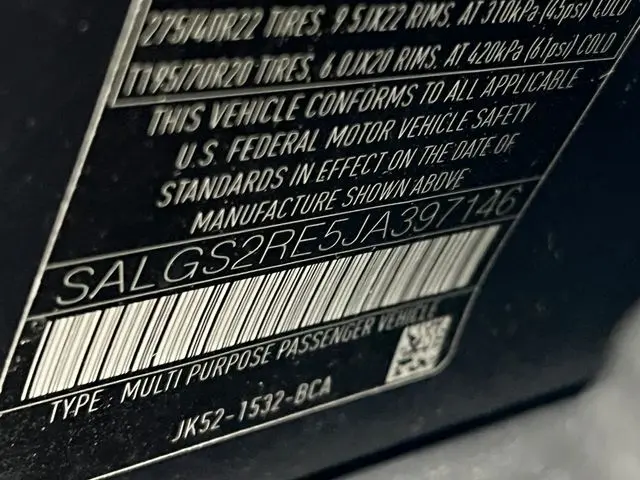 275/40R22 TIRES, 9.5JX22 RIMS, AT 310kPa (45psi) COLD
T195/70R20 TIRES, 6.0JX20 RIMS, AT 420kPa (61psi) COLD
THIS VEHICLE CONFORMS TO ALL APPLICABLE
U.S. FEDERAL MOTOR VEHICLE SAFETY
STANDARDS IN EFFECT ON THE DATE OF
MANUFACTURE SHOWN ABOVE
SALGS2RE5JA397146
TYPE: MULTI PURPOSE PASSENGER VEHICLE
JK52-1532-BCA